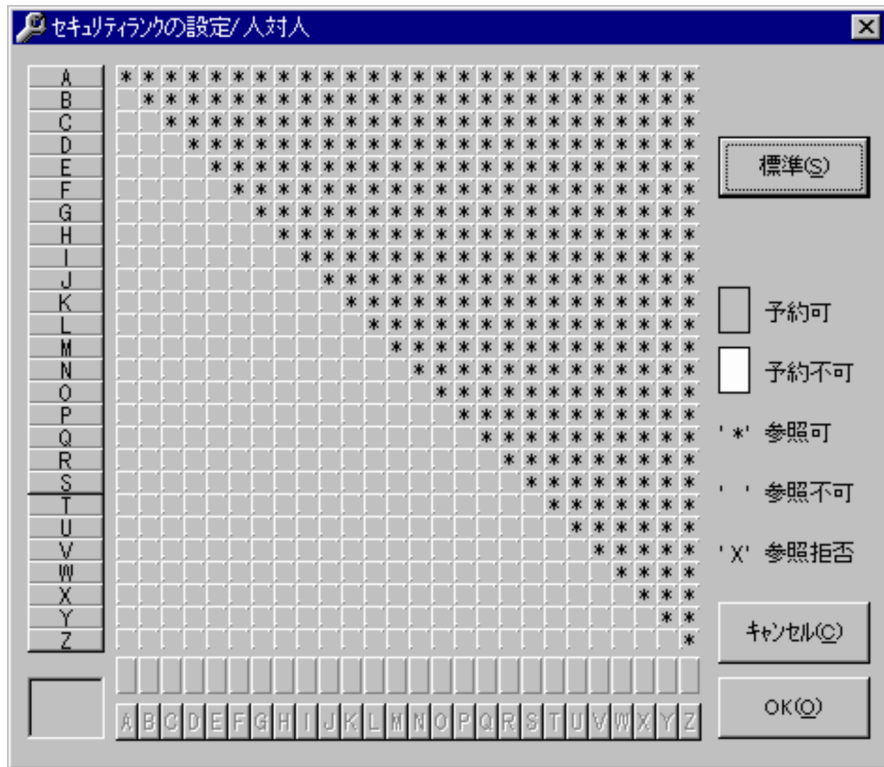 セキュリティランクの設定/人対人
A * * * * * * * * * * * * * * * * * * * * * * * * * *
B * * * * * * * * * * * * * * * * * * * * * * * * *
C * * * * * * * * * * * * * * * * * * * * * * * *
D * * * * * * * * * * * * * * * * * * * * * * *
E * * * * * * * * * * * * * * * * * * * * * *
F * * * * * * * * * * * * * * * * * * * * *
G * * * * * * * * * * * * * * * * * * * *
H * * * * * * * * * * * * * * * * * * *
I * * * * * * * * * * * * * * * * * *
J * * * * * * * * * * * * * * * * *
K * * * * * * * * * * * * * * * *
L * * * * * * * * * * * * * * *
M * * * * * * * * * * * * * *
N * * * * * * * * * * * * *
O * * * * * * * * * * * *
P * * * * * * * * * * *
Q * * * * * * * * * *
R * * * * * * * * *
S * * * * * * * *
T * * * * * * *
U * * * * * *
V * * * * *
W * * * *
X * * *
Y * *
Z *
A B C D E F G H I J K L M N O P Q R S T U V W X Y Z
標準(S)
予約可
予約不可
'*' 参照可
' ' 参照不可
'X' 参照拒否
キャンセル(C)
OK(O)